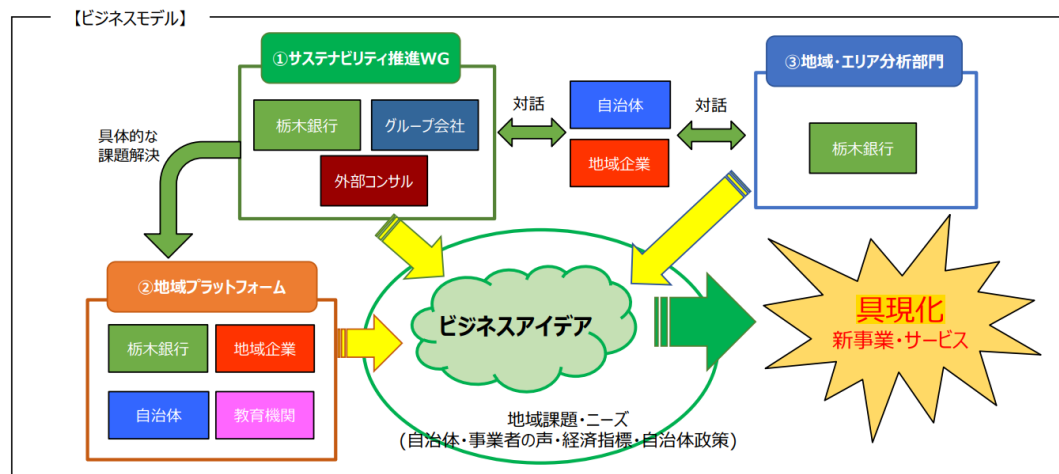 【ビジネスモデル】
①サステナビリティ推進WG
栃木銀行
グループ会社
外部コンサル
対話
自治体
地域企業
対話
③地域・エリア分析部門
栃木銀行
具体的な
課題解決
②地域プラットフォーム
栃木銀行
地域企業
自治体
教育機関
ビジネスアイデア
地域課題・ニーズ
(自治体・事業者の声・経済指標・自治体政策)
具現化
新事業・サービス